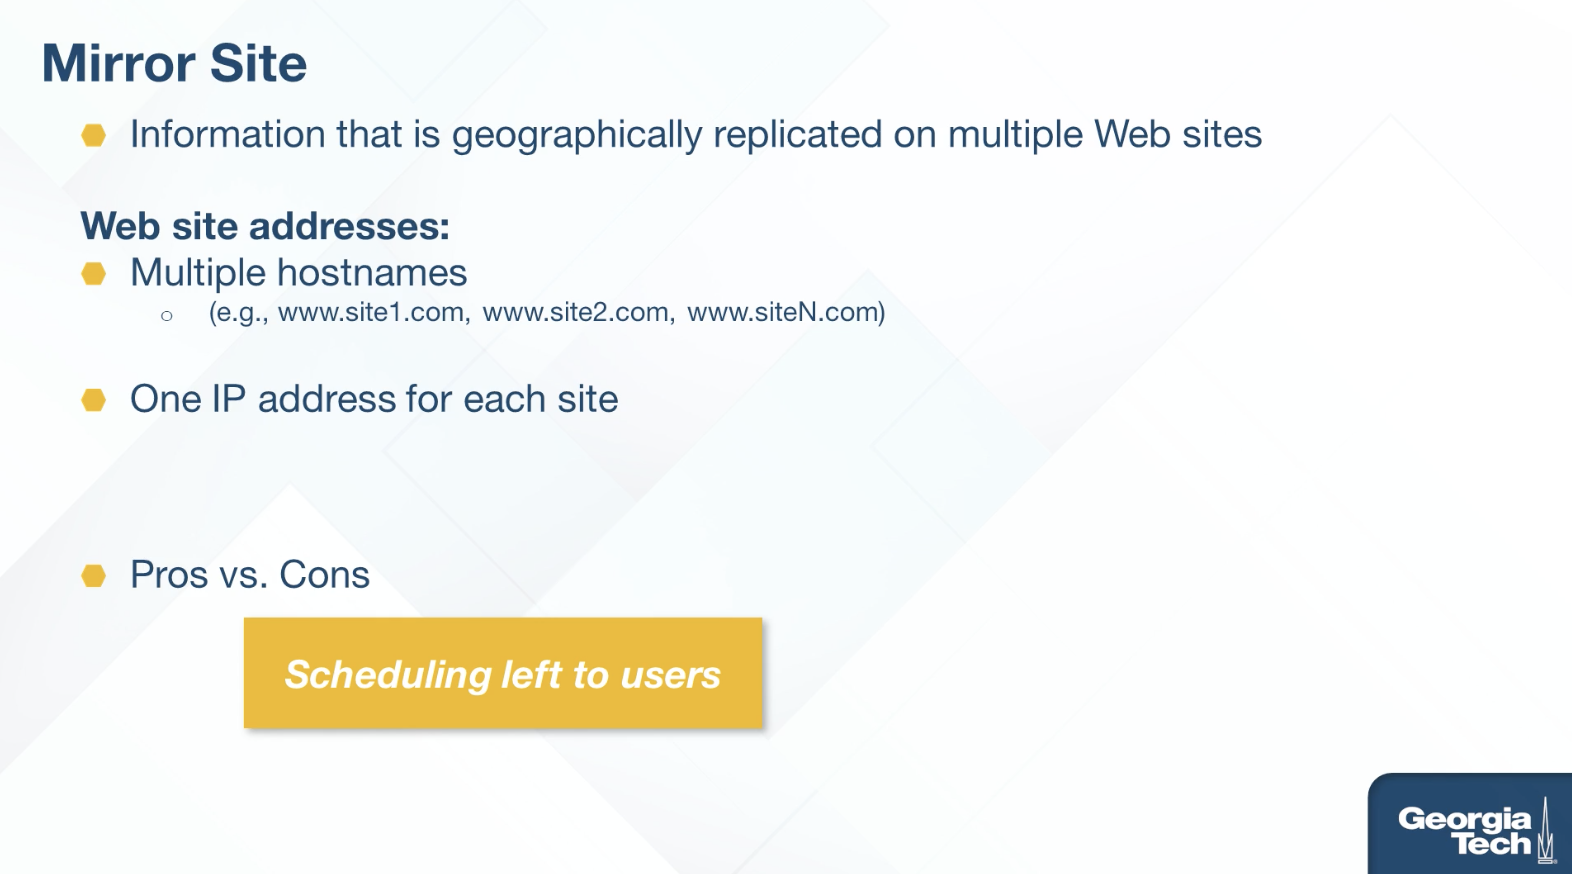 Mirror Site
Information that is geographically replicated on multiple Web sites
Web site addresses:
Multiple hostnames
(e.g., www.site1.com, www.site2.com, www.siteN.com)
One IP address for each site
Pros vs. Cons
Scheduling left to users
Georgia
Tech